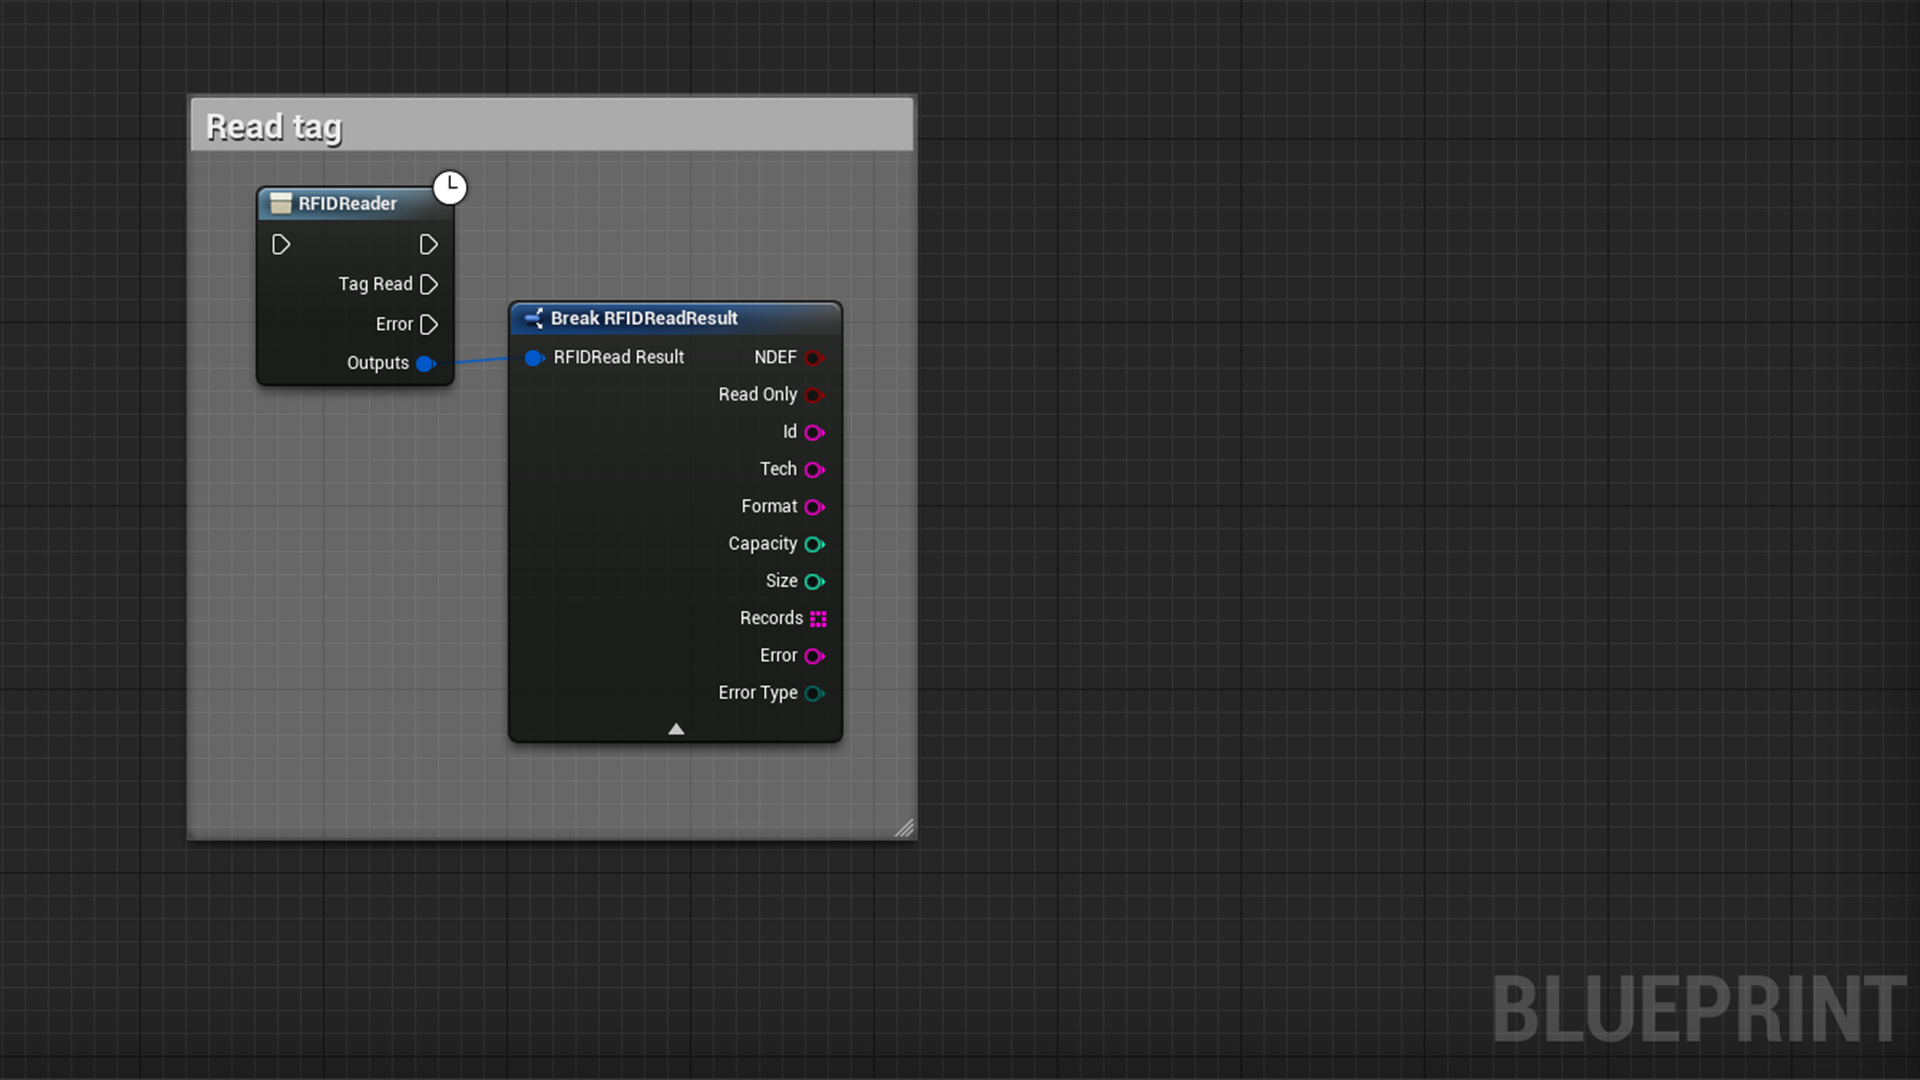 Read tag
RFIDReader
Tag Read
Error
Outputs
Break RFIDReadResult
RFIDRead Result
NDEF
Read Only
Id
Tech
Format
Capacity
Size
Records
Error
Error Type
BLUEPRINT